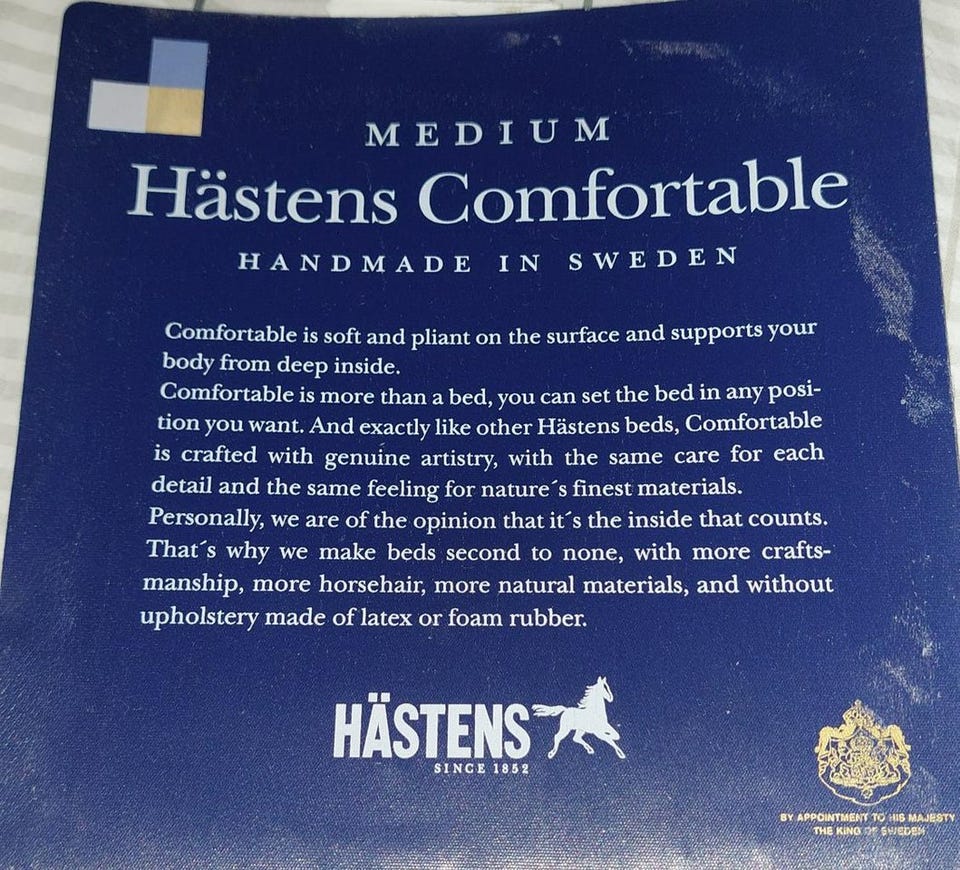 MEDIUM
Hästens Comfortable
HANDMADE IN SWEDEN
Comfortable is soft and pliant on the surface and supports your
body from deep inside.
Comfortable is more than a bed, you can set the bed in any posi-
tion you want. And exactly like other Hästens beds, Comfortable
is crafted with genuine artistry, with the same care for each
detail and the same feeling for nature´s finest materials.
Personally, we are of the opinion that it´s the inside that counts.
That´s why we make beds second to none, with more crafts-
manship, more horsehair, more natural materials, and without
upholstery made of latex or foam rubber.
HÄSTENS
SINCE 1852
BY APPOINTMENT TO HIS MAJESTY
THE KING OF SWEDEN